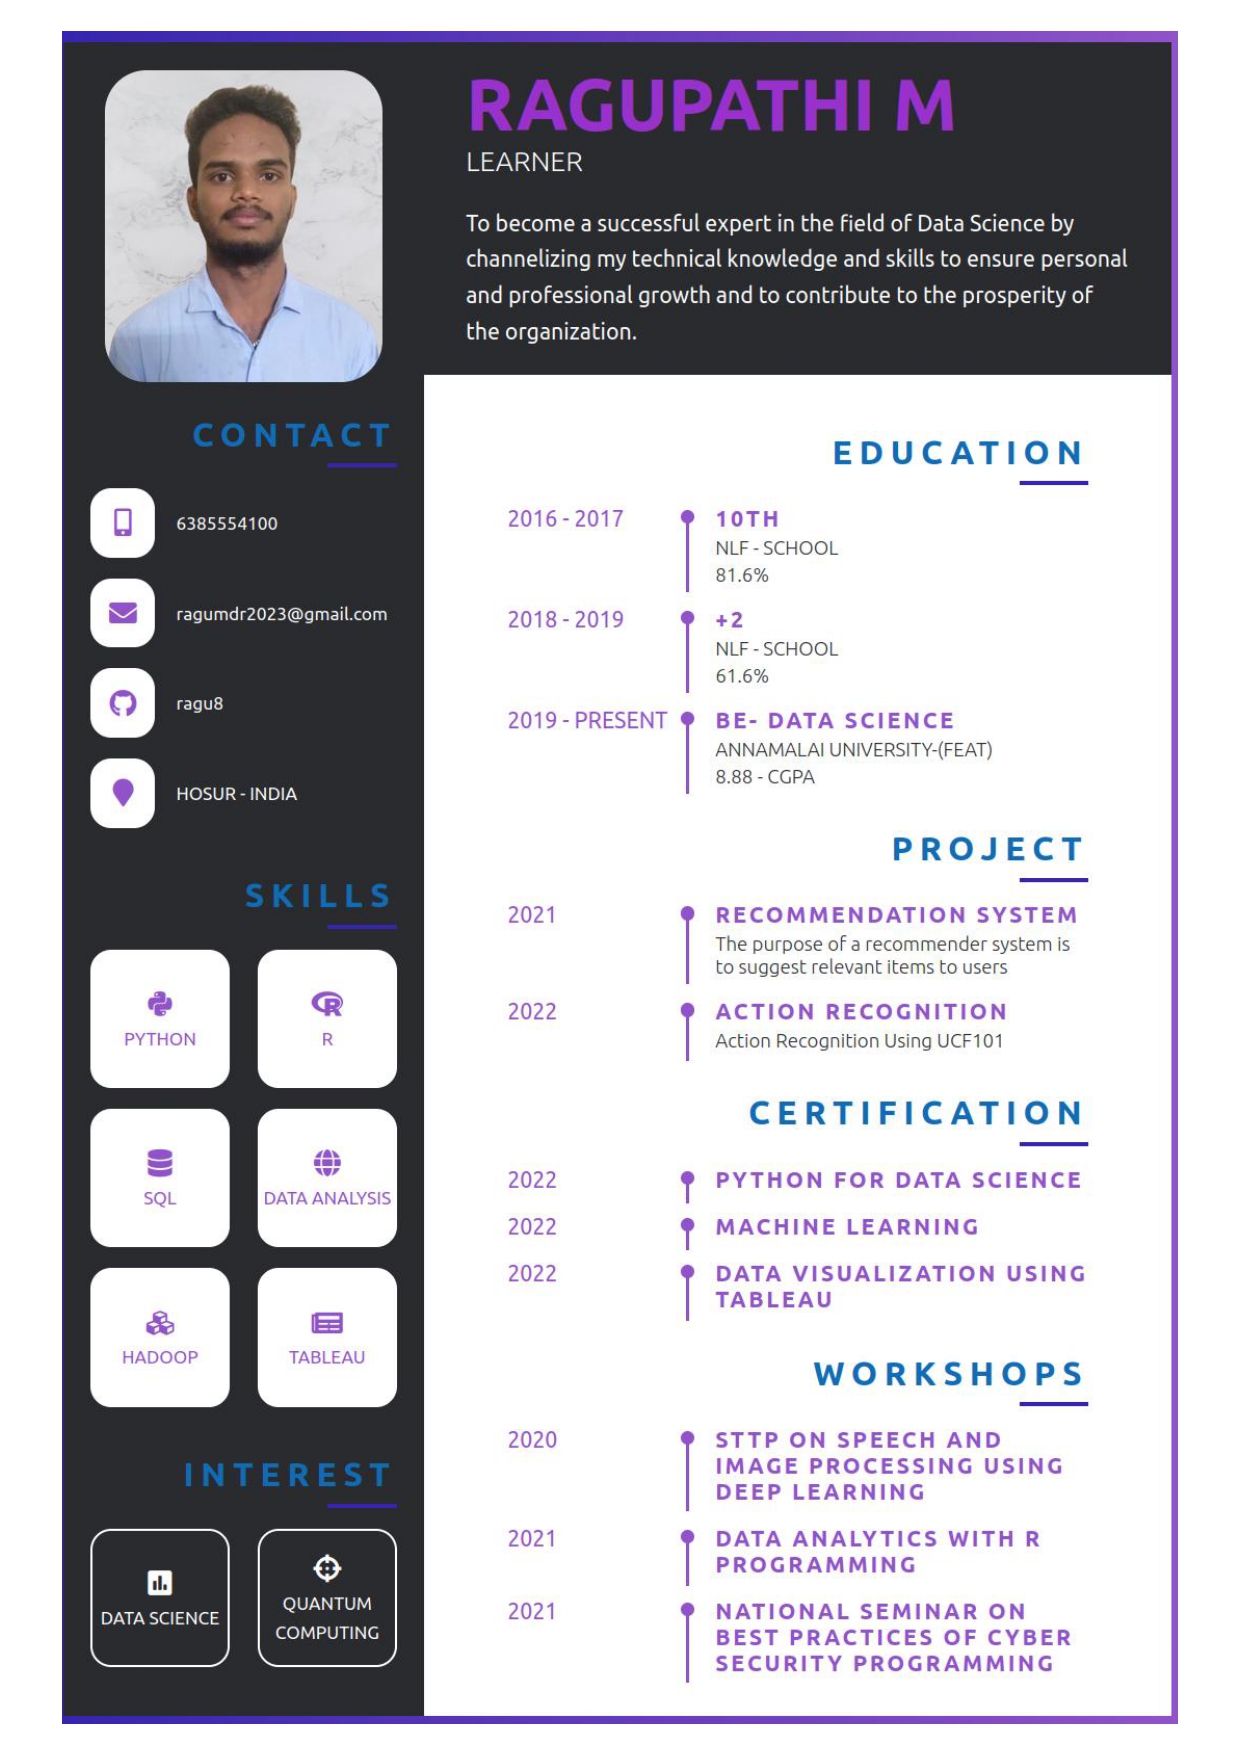 RAGUPATHI M
LEARNER
To become a successful expert in the field of Data Science by
channelizing my technical knowledge and skills to ensure personal
and professional growth and to contribute to the prosperity of
the organization.
CONTACT
6385554100
ragumdr2023@gmail.com
ragu8
HOSUR - INDIA
SKILLS
PYTHON
R
SQL
DATA ANALYSIS
HADOOP
TABLEAU
INTEREST
DATA SCIENCE
QUANTUM
COMPUTING
EDUCATION
2016 - 2017
10TH
NLF - SCHOOL
81.6%
2018 - 2019
+2
NLF - SCHOOL
61.6%
2019 - PRESENT
BE- DATA SCIENCE
ANNAMALAI UNIVERSITY-(FEAT)
8.88 - CGPA
PROJECT
2021
RECOMMENDATION SYSTEM
The purpose of a recommender system is
to suggest relevant items to users
2022
ACTION RECOGNITION
Action Recognition Using UCF101
CERTIFICATION
2022
PYTHON FOR DATA SCIENCE
2022
MACHINE LEARNING
2022
DATA VISUALIZATION USING
TABLEAU
WORKSHOPS
2020
STTP ON SPEECH AND
IMAGE PROCESSING USING
DEEP LEARNING
2021
DATA ANALYTICS WITH R
PROGRAMMING
2021
NATIONAL SEMINAR ON
BEST PRACTICES OF CYBER
SECURITY PROGRAMMING